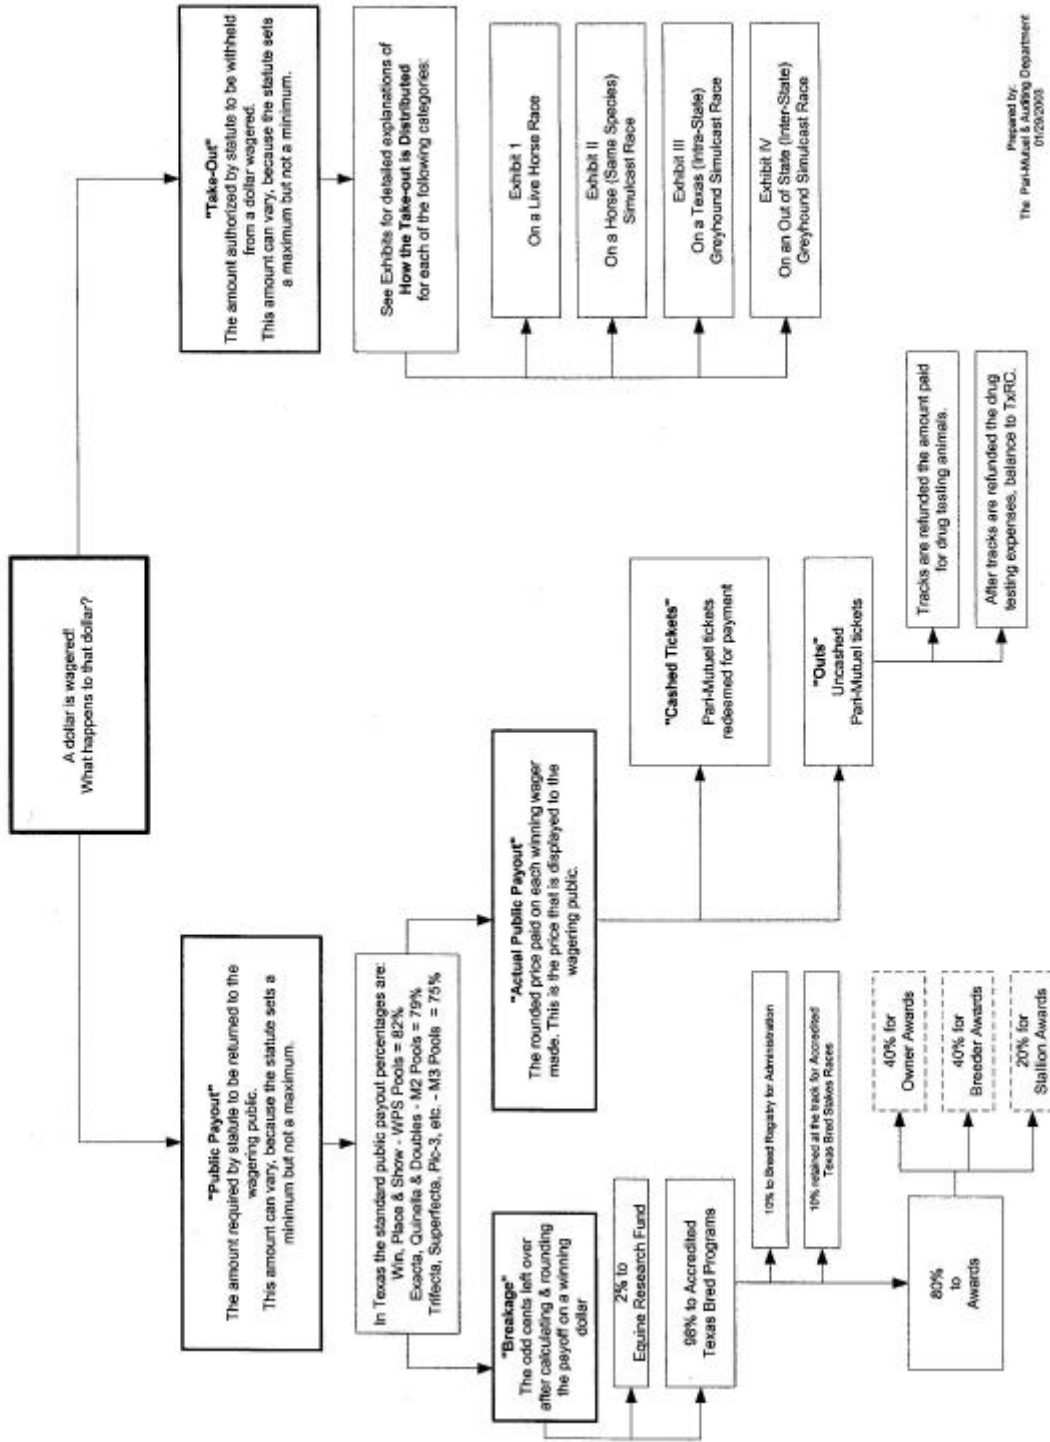 A dollar is wagered!
What happens to that dollar?
"Public Payout"
The amount required by statute to be returned to the
wagering public.
This amount can vary, because the statute sets a
minimum but not a maximum.
In Texas the standard public payout percentages are:
Win, Place & Show - WPS Pools = 82%
Exacta, Quinella & Doubles - M2 Pools = 79%
Trifecta, Superfecta, Pic-3, etc. - M3 Pools = 75%
"Breakage"
The odd cents left over
after calculating & rounding
the payoff on a winning
dollar
2% to
Equine Research Fund
98% to Accredited
Texas Bred Programs
10% to Breed Registry for Administration
10% retained at the track for Accredited
Texas Bred Stakes Races
80%
to
Awards
40% for
Owner Awards
40% for
Breeder Awards
20% for
Stallion Awards
"Actual Public Payout"
The rounded price paid on each winning wager
made. This is the price that is displayed to the
wagering public.
"Cashed Tickets"
Pari-Mutuel tickets
redeemed for payment
"Outs"
Uncashed
Pari-Mutuel tickets
Tracks are refunded the amount paid
for drug testing animals.
After tracks are refunded the drug
testing expenses, balance to TxRC.
"Take-Out"
The amount authorized by statute to be withheld
from a dollar wagered.
This amount can vary, because the statute sets
a maximum but not a minimum.
See Exhibits for detailed explanations of
How the Take-out is Distributed
for each of the following categories:
Exhibit 1
On a Live Horse Race
Exhibit II
On a Horse (Same Species)
Simulcast Race
Exhibit III
On a Texas (Intra-State)
Greyhound Simulcast Race
Exhibit IV
On an Out of State (Inter-State)
Greyhound Simulcast Race
Prepared by:
The Pari-Mutuel & Auditing Department
01/29/2003